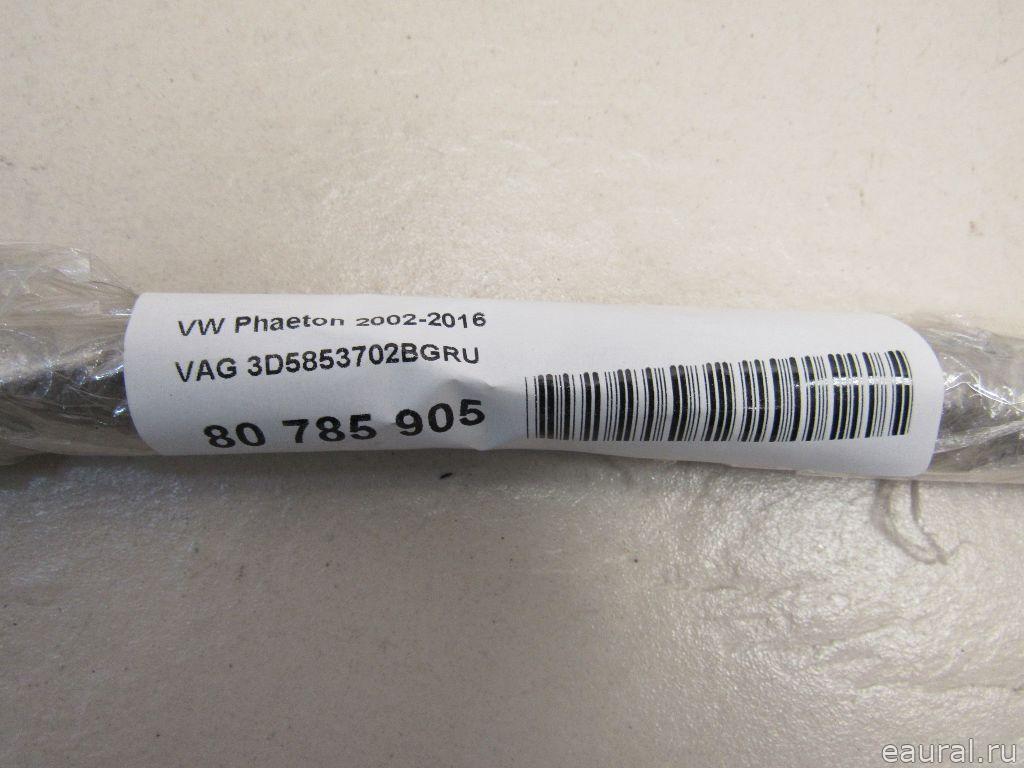 VW Phaeton 2002-2016
VAG 3D5853702BGRU
80 785 905
eaural.ru